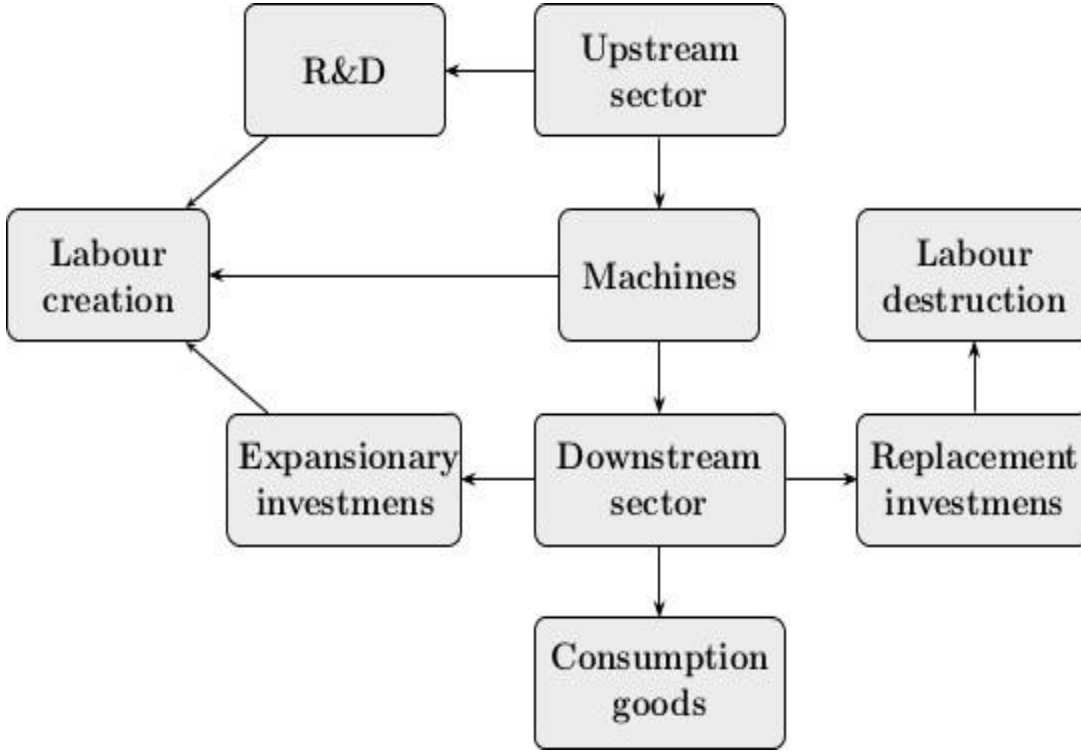 R&D
Upstream
sector
Labour
creation
Machines
Labour
destruction
Expansionary
investmens
Downstream
sector
Replacement
investmens
Consumption
goods